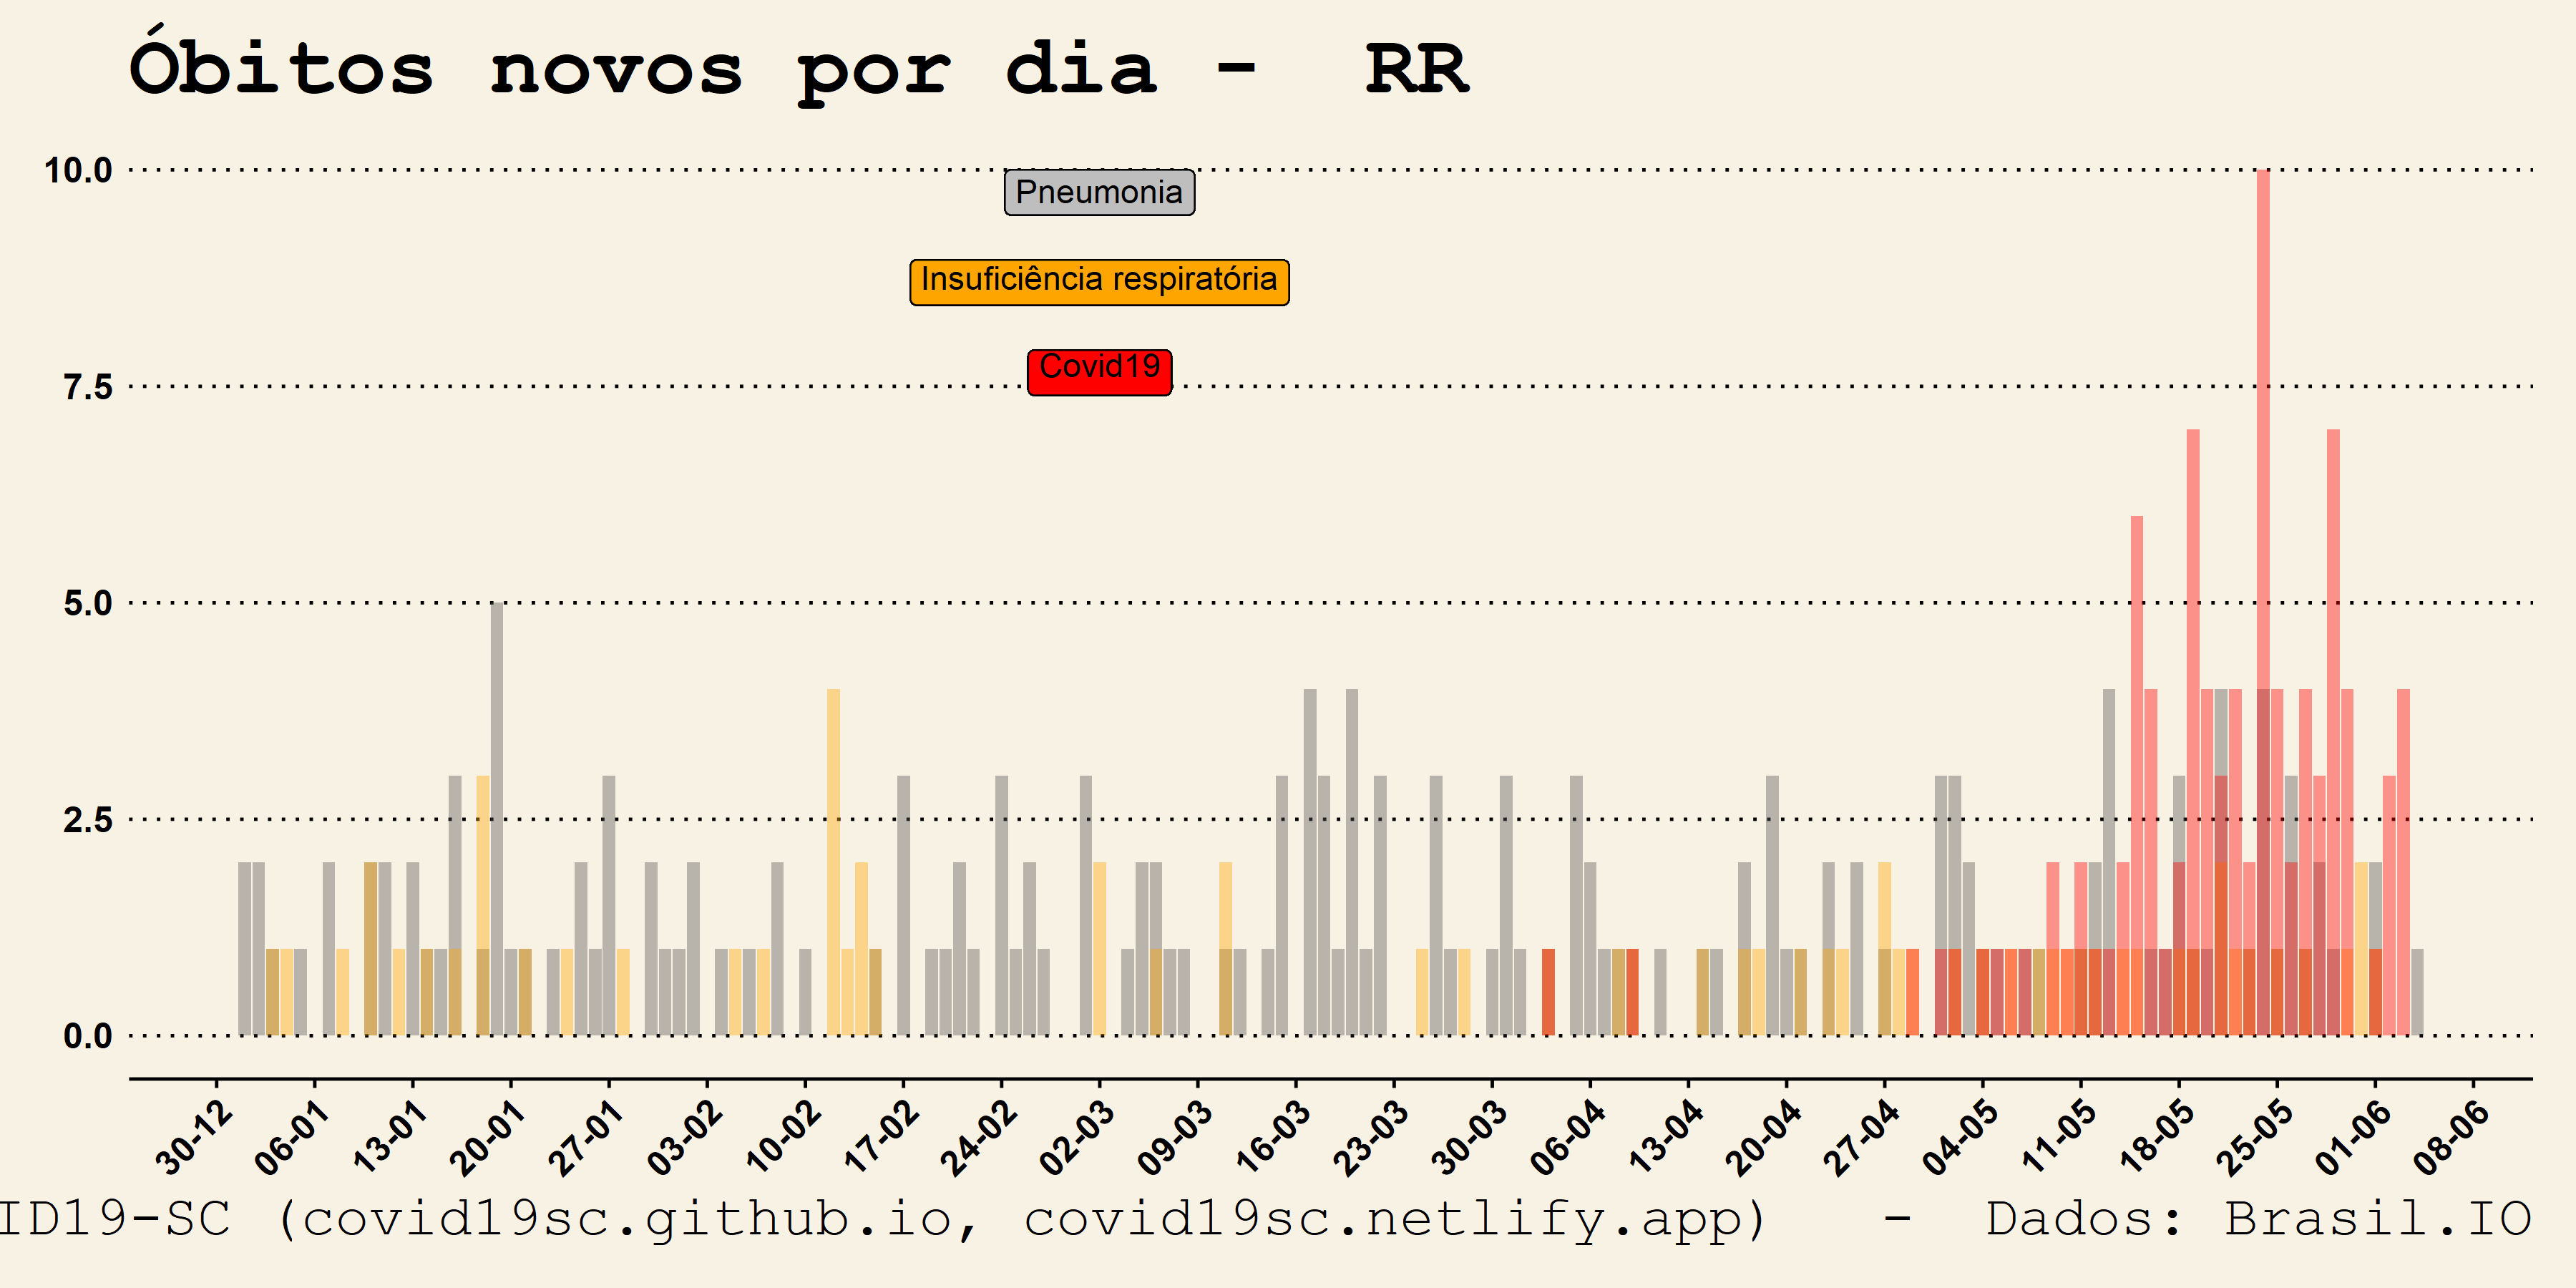 Óbitos novos por dia - RR
10.0
Pneumonia
Insuficiência respiratória
Covid19
7.5
5.0
2.5
0.0
30-12 06-01 13-01 20-01 27-01 03-02 10-02 17-02 24-02 02-03 09-03 16-03 23-03 30-03 06-04 13-04 20-04 27-04 04-05 11-05 18-05 25-05 01-06 08-06
ID19-SC (covid19sc.github.io, covid19sc.netlify.app) - Dados: Brasil.IO